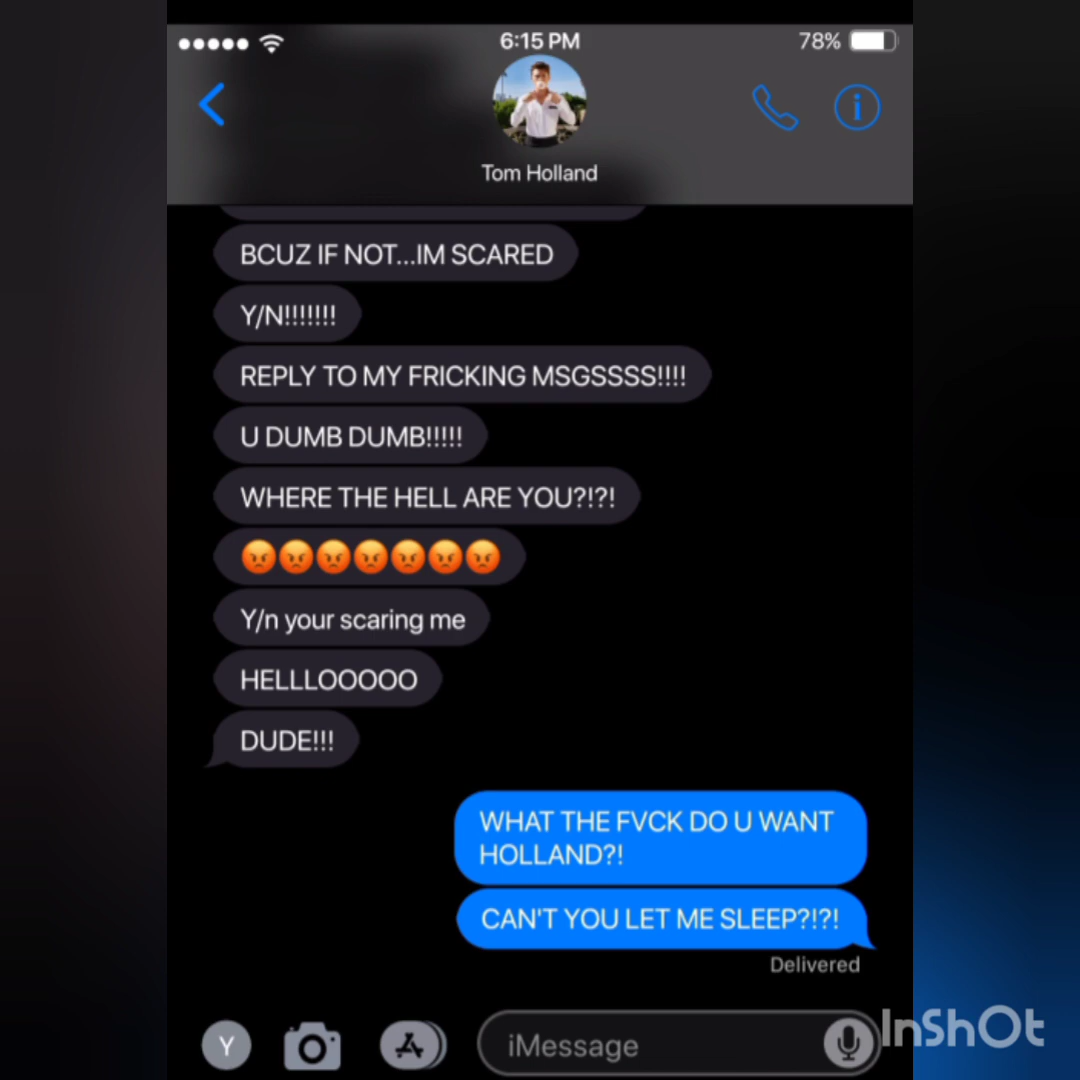 6:15 PM
78%
Tom Holland
BCUZ IF NOT...IM SCARED
Y/N!!!!!!!
REPLY TO MY FRICKING MSGSSSS!!!!
U DUMB DUMB!!!!!
WHERE THE HELL ARE YOU?!?!
😡😡😡😡😡😡😡
Y/n your scaring me
HELLLOOOOO
DUDE!!!
WHAT THE FVCK DO U WANT
HOLLAND?!
CAN'T YOU LET ME SLEEP?!?!
Delivered
Y
iMessage
InShOt